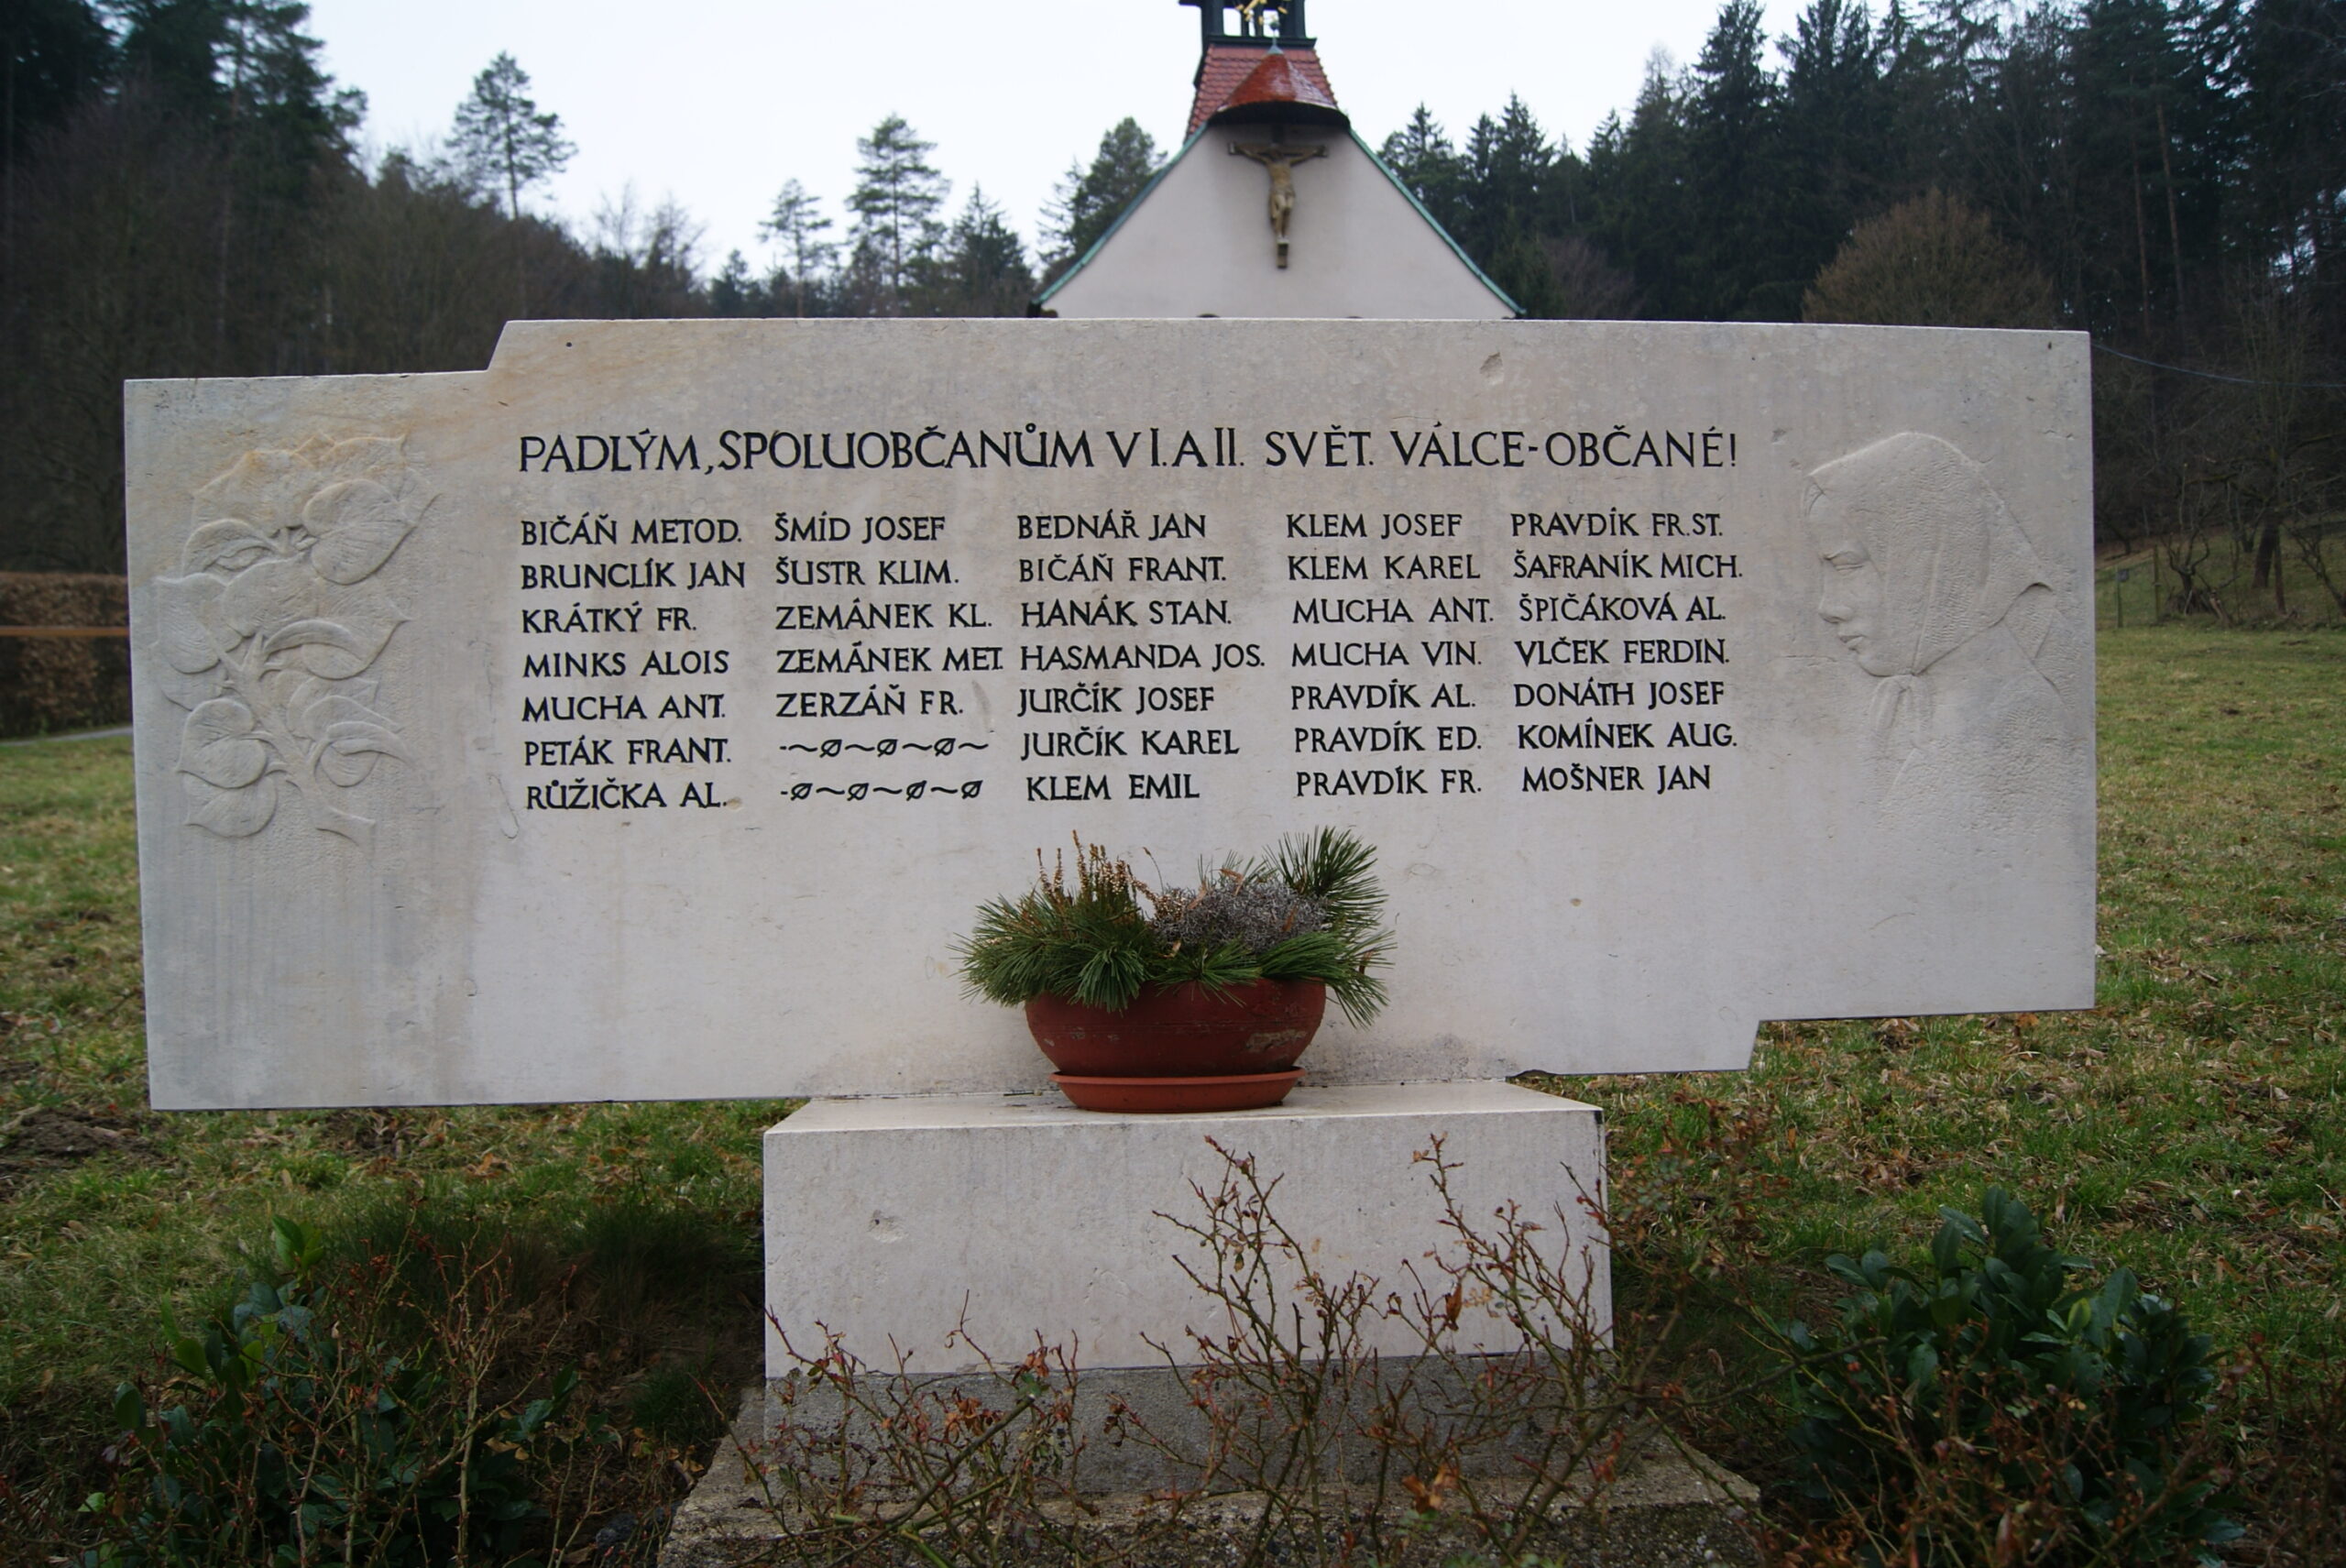 PADLÝM, SPOLUOBČANŮM V I. A II. SVĚT. VÁLCE-OBČANÉ!
BIČÁŇ METOD. ŠMÍD JOSEF BEDNÁŘ JAN KLEM JOSEF PRAVDÍK FR.ST.
BRUNCLÍK JAN ŠUSTR KLIM. BIČÁŇ FRANT. KLEM KAREL ŠAFRANÍK MICH.
KRÁTKÝ FR. ZEMÁNEK KL. HANÁK STAN. MUCHA ANT. ŠPIČÁKOVÁ AL.
MINKS ALOIS ZEMÁNEK MET. HASMANDA JOS. MUCHA VIN. VLČEK FERDIN.
MUCHA ANT. ZERZÁŇ FR. JURČÍK JOSEF PRAVDÍK AL. DONÁTH JOSEF
PETÁK FRANT. JURČÍK KAREL PRAVDÍK ED. KOMÍNEK AUG.
RŮŽIČKA AL. KLEM EMIL PRAVDÍK FR. MOŠNER JAN